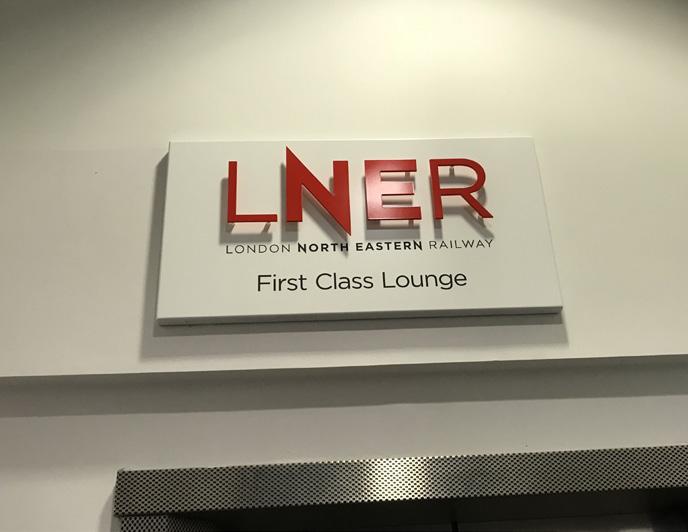 LNER
LONDON NORTH EASTERN RAILWAY
First Class Lounge